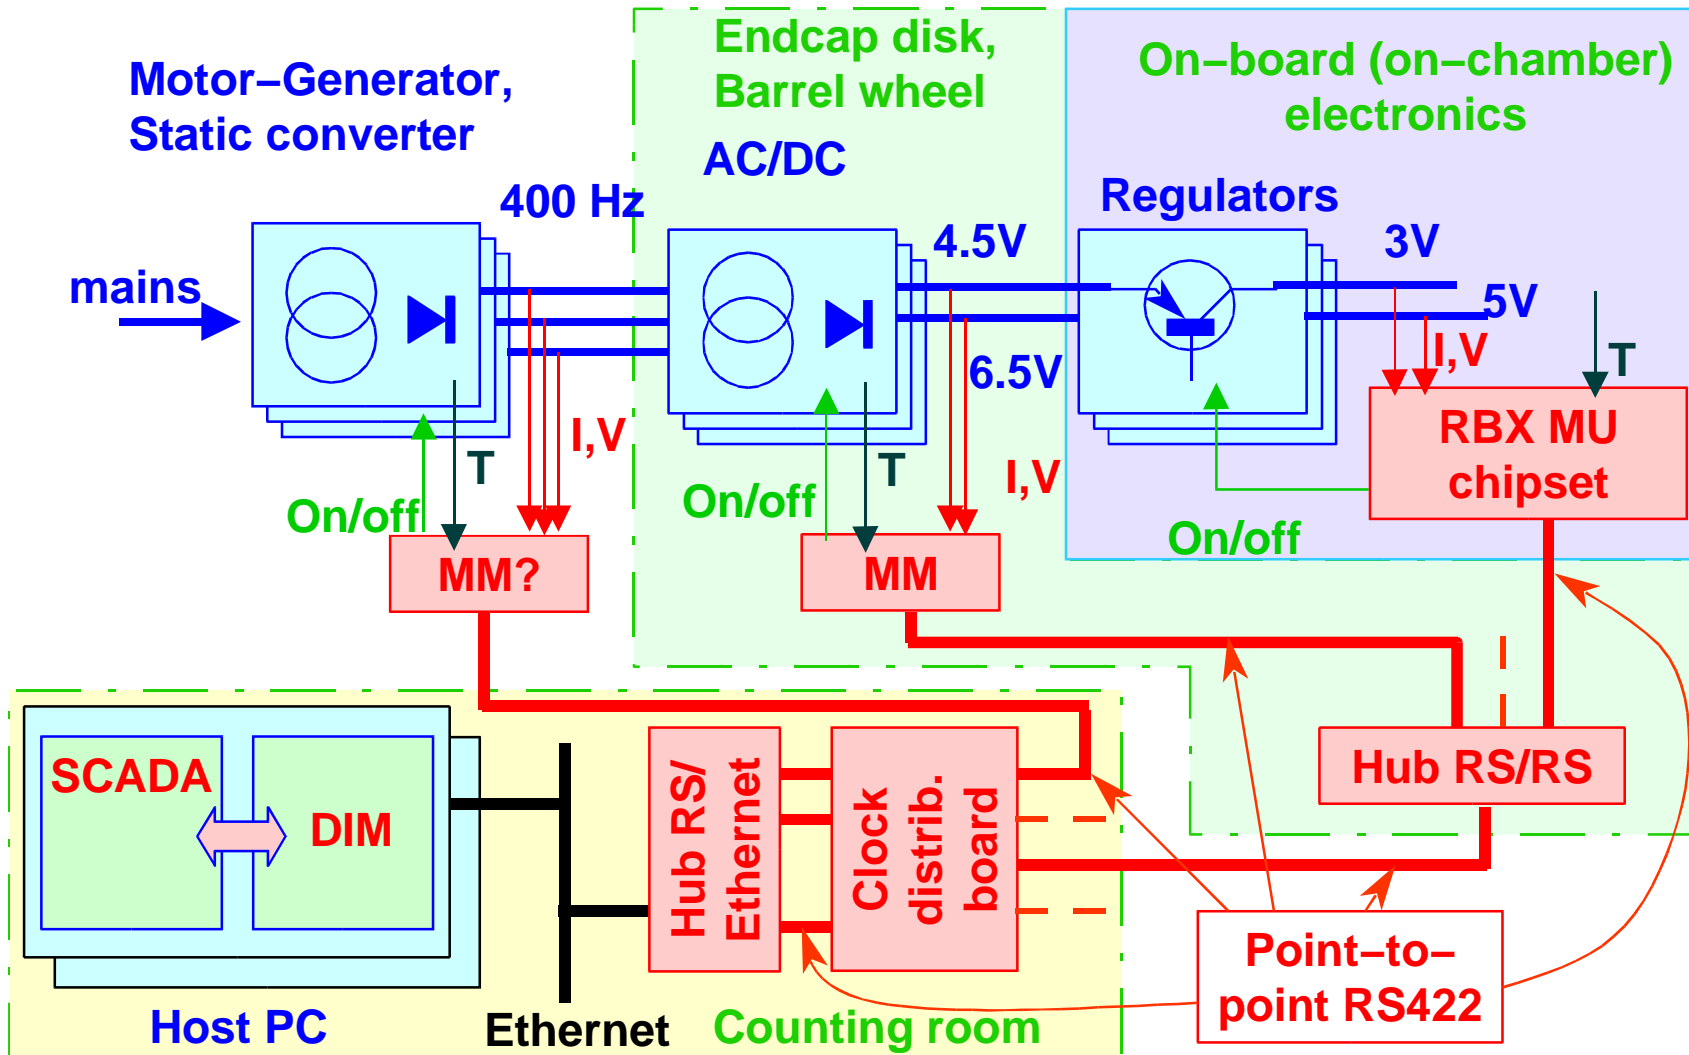 Motor–Generator,
Static converter
Endcap disk,
Barrel wheel
On–board (on–chamber)
electronics
AC/DC
400 Hz
Regulators
mains
4.5V
6.5V
3V
5V
I,V
T
On/off
I,V
T
On/off
I,V
T
On/off
MM?
MM
RBX MU
chipset
SCADA
DIM
Hub RS/
Ethernet
Clock
distrib.
board
Hub RS/RS
Point–to–
point RS422
Host PC
Ethernet
Counting room